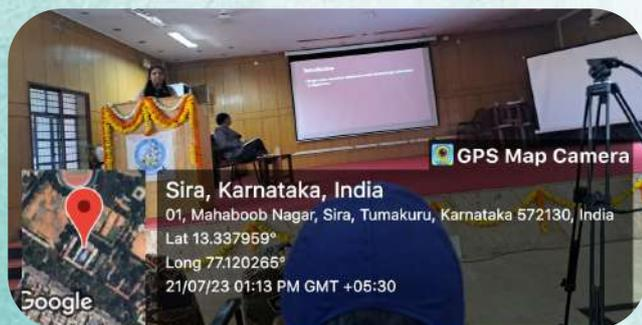 Introduction
GPS Map Camera
Sira, Karnataka, India
01, Mahaboob Nagar, Sira, Tumakuru, Karnataka 572130, India
Lat 13.337959°
Long 77.120265°
21/07/23 01:13 PM GMT +05:30
Google